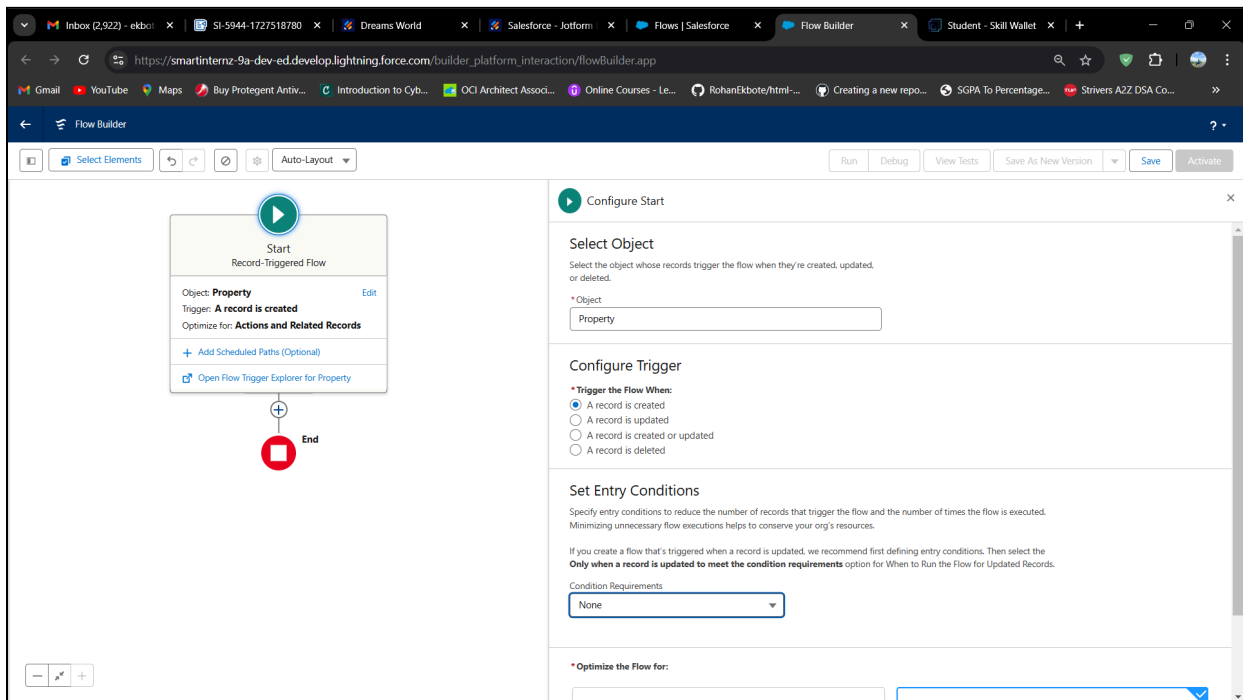 Inbox (2,922) - ekbot
SI-5944-1727518780
Dreams World
Salesforce - Jotform
Flows | Salesforce
Flow Builder
Student - Skill Wallet
https://smartinternz-9a-dev-ed.develop.lightning.force.com/builder_platform_interaction/flowBuilder.app
Gmail
YouTube
Maps
Buy Protegent Antiv...
Introduction to Cyb...
OCI Architect Associ...
Online Courses - Le...
RohanEkbote/html-...
Creating a new repo...
SGPA To Percentage...
Strivers A2Z DSA Co...
Flow Builder
?
Select Elements
Auto-Layout
Run
Debug
View Tests
Save As New Version
Save
Activate
Start
Record-Triggered Flow
Object: Property
Edit
Trigger: A record is created
Optimize for: Actions and Related Records
Add Scheduled Paths (Optional)
Open Flow Trigger Explorer for Property
End
Configure Start
Select Object
Select the object whose records trigger the flow when they're created, updated,
or deleted.
*Object
Property
Configure Trigger
*Trigger the Flow When:
A record is created
A record is updated
A record is created or updated
A record is deleted
Set Entry Conditions
Specify entry conditions to reduce the number of records that trigger the flow and the number of times the flow is executed.
Minimizing unnecessary flow executions helps to conserve your org's resources.
If you create a flow that's triggered when a record is updated, we recommend first defining entry conditions. Then select the
Only when a record is updated to meet the condition requirements option for When to Run the Flow for Updated Records.
Condition Requirements
None
*Optimize the Flow for: